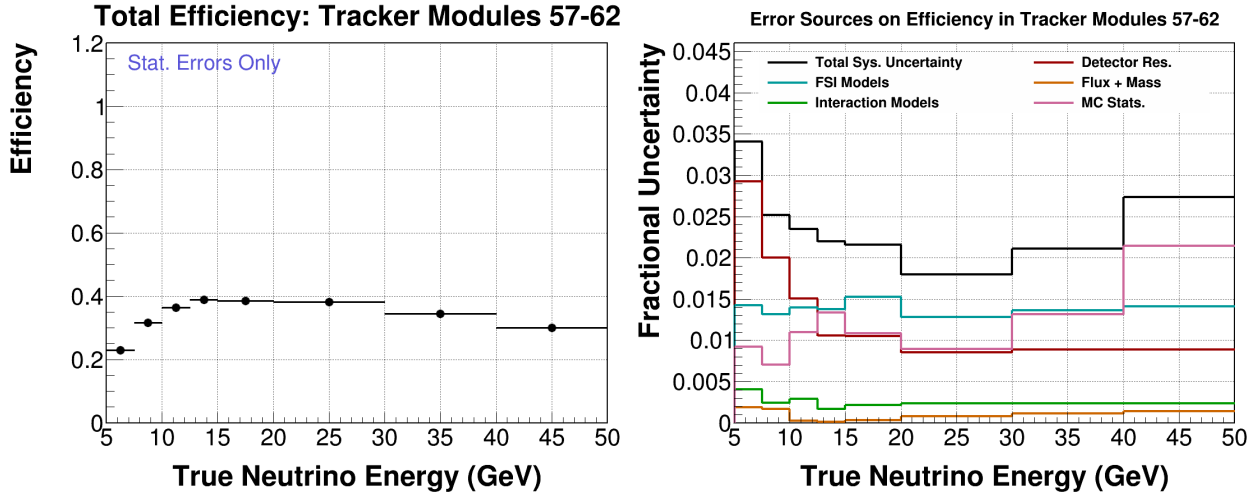 Total Efficiency: Tracker Modules 57-62
Stat. Errors Only
Efficiency
1.2
1
0.8
0.6
0.4
0.2
0
5 10 15 20 25 30 35 40 45 50
True Neutrino Energy (GeV)
Error Sources on Efficiency in Tracker Modules 57-62
Total Sys. Uncertainty
FSI Models
Interaction Models
Detector Res.
Flux + Mass
MC Stats.
Fractional Uncertainty
0.045
0.04
0.035
0.03
0.025
0.02
0.015
0.01
0.005
0
5 10 15 20 25 30 35 40 45 50
True Neutrino Energy (GeV)